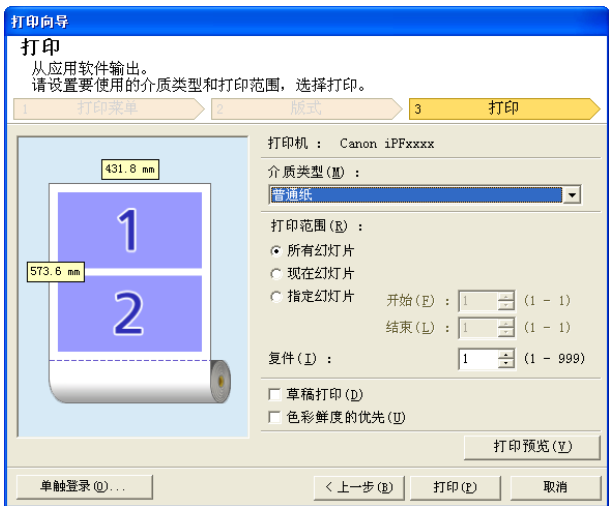 打印向导
打印
从应用软件输出。
请设置要使用的介质类型和打印范围，选择打印。
1 打印菜单 2 版式 3 打印
打印机 : Canon iPFxxxx
431.8 mm
介质类型(M) :
普通纸
1
打印范围(R) :
所有幻灯片
573.6 mm
现在幻灯片
指定幻灯片 开始(F) : 1 (1 - 1)
2
结束(L) : 1 (1 - 1)
复件(I) : 1 (1 - 999)
草稿打印(D)
色彩鲜度的优先(U)
打印预览(V)
单触登录(O)...
< 上一步(B) 打印(P) 取消